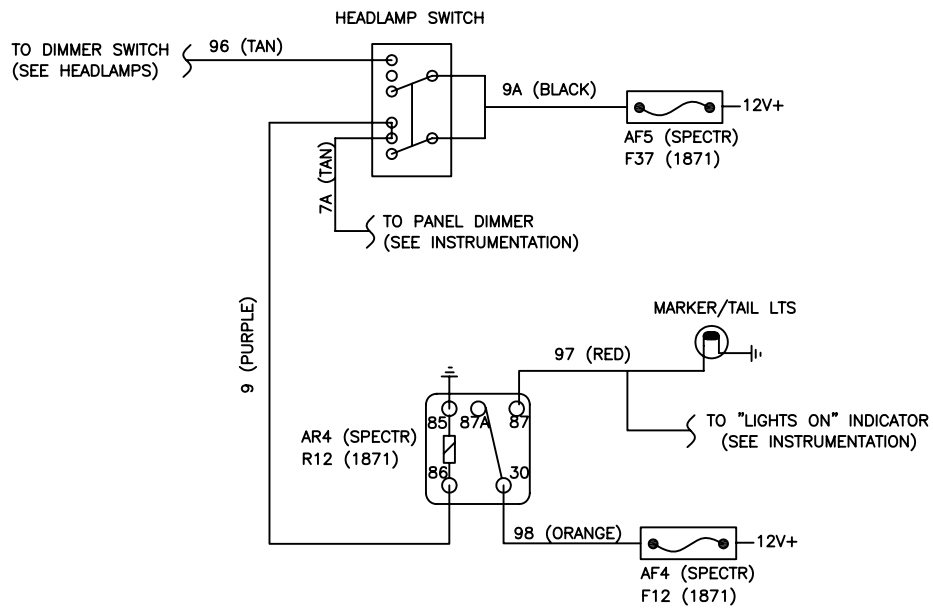 HEADLAMP SWITCH
TO DIMMER SWITCH
(SEE HEADLAMPS)
96 (TAN)
9A (BLACK)
12V+
AF5 (SPECTR)
F37 (1871)
7A (TAN)
TO PANEL DIMMER
(SEE INSTRUMENTATION)
9 (PURPLE)
MARKER/TAIL LTS
97 (RED)
85
87A
87
TO "LIGHTS ON" INDICATOR
(SEE INSTRUMENTATION)
AR4 (SPECTR)
R12 (1871)
86
30
98 (ORANGE)
12V+
AF4 (SPECTR)
F12 (1871)